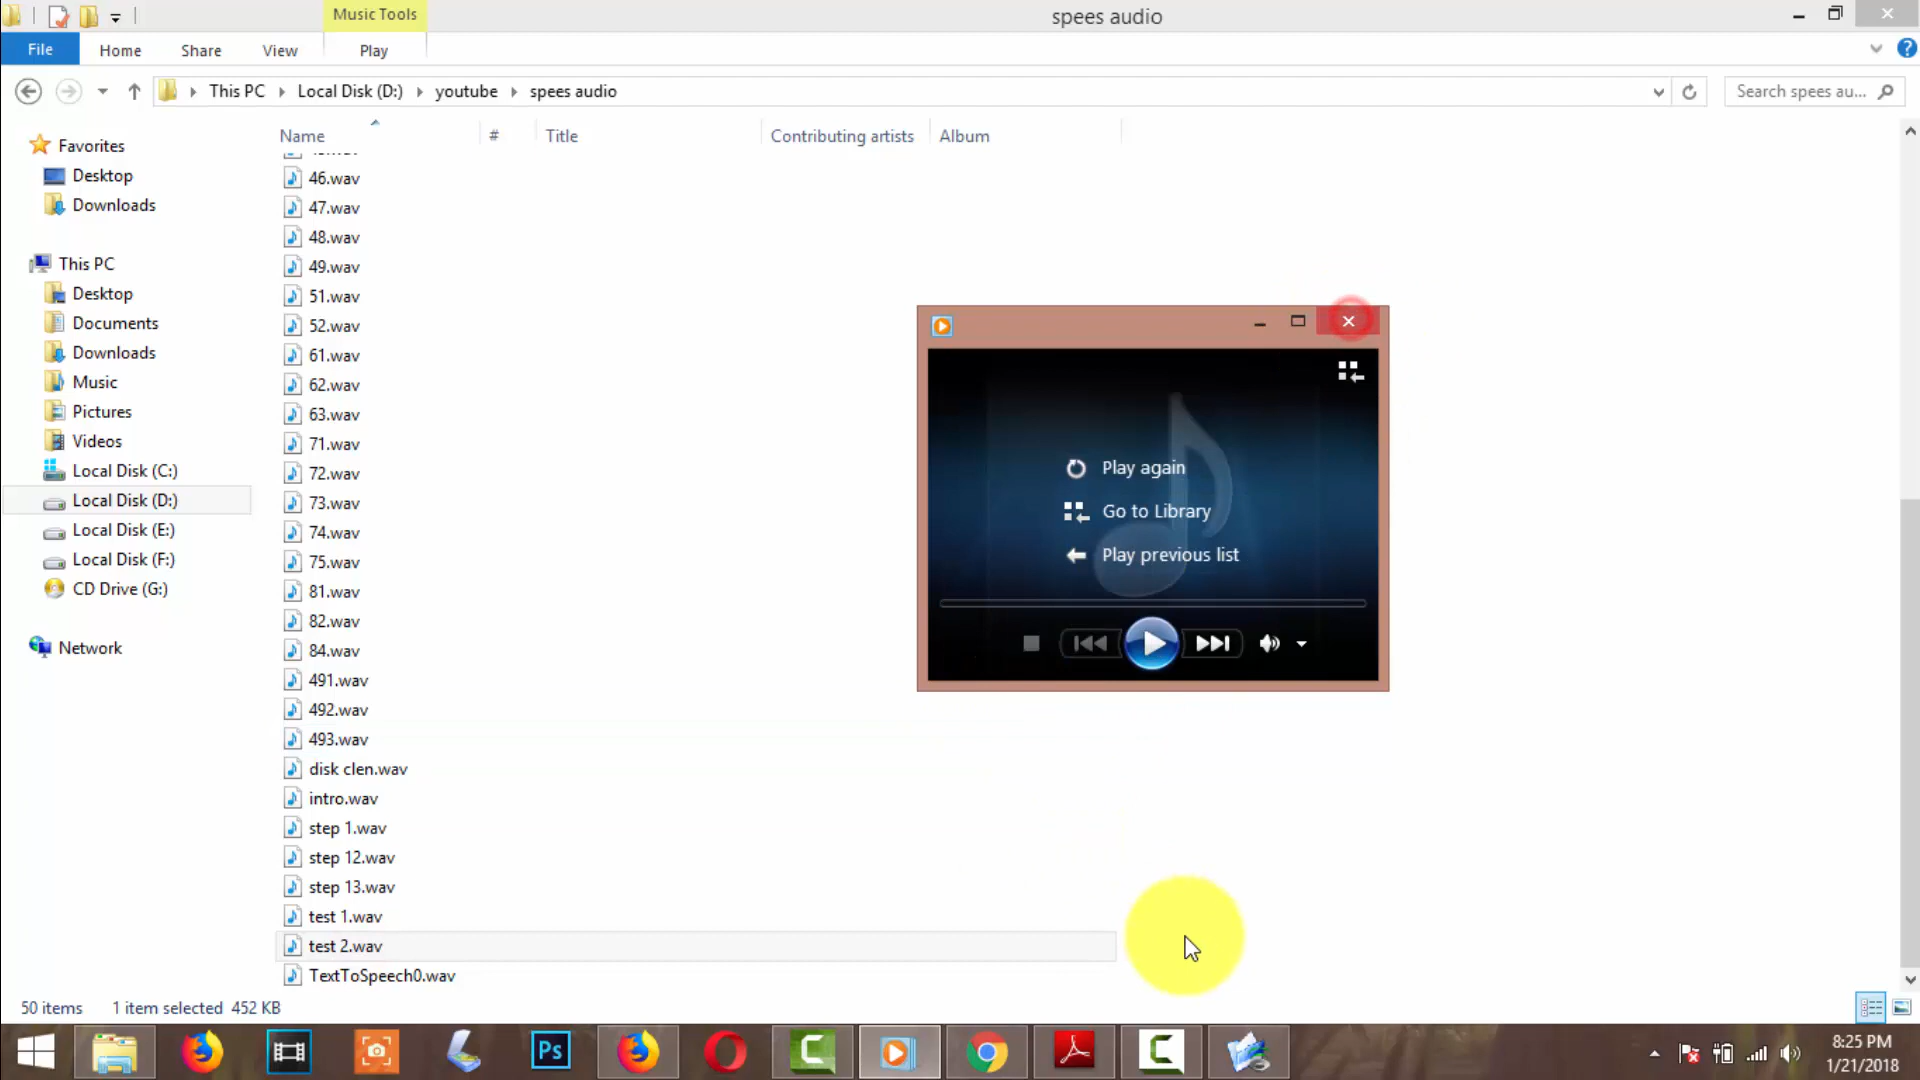 Music Tools
spees audio
File
Home
Share
View
Play
This PC
Local Disk (D:)
youtube
spees audio
Search spees au...
Name
#
Title
Contributing artists
Album
Favorites
Desktop
Downloads
This PC
Desktop
Documents
Downloads
Music
Pictures
Videos
Local Disk (C:)
Local Disk (D:)
Local Disk (E:)
Local Disk (F:)
CD Drive (G:)
Network
46.wav
47.wav
48.wav
49.wav
51.wav
52.wav
61.wav
62.wav
63.wav
71.wav
72.wav
73.wav
74.wav
75.wav
81.wav
82.wav
84.wav
491.wav
492.wav
493.wav
disk clen.wav
intro.wav
step 1.wav
step 12.wav
step 13.wav
test 1.wav
test 2.wav
TextToSpeech0.wav
Play again
Go to Library
Play previous list
50 items
1 item selected 452 KB
Ps
8:25 PM
1/21/2018